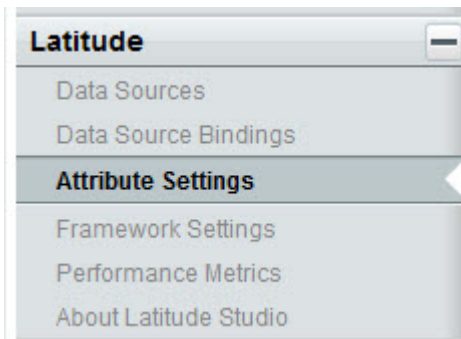 Latitude
Data Sources
Data Source Bindings
Attribute Settings
Framework Settings
Performance Metrics
About Latitude Studio